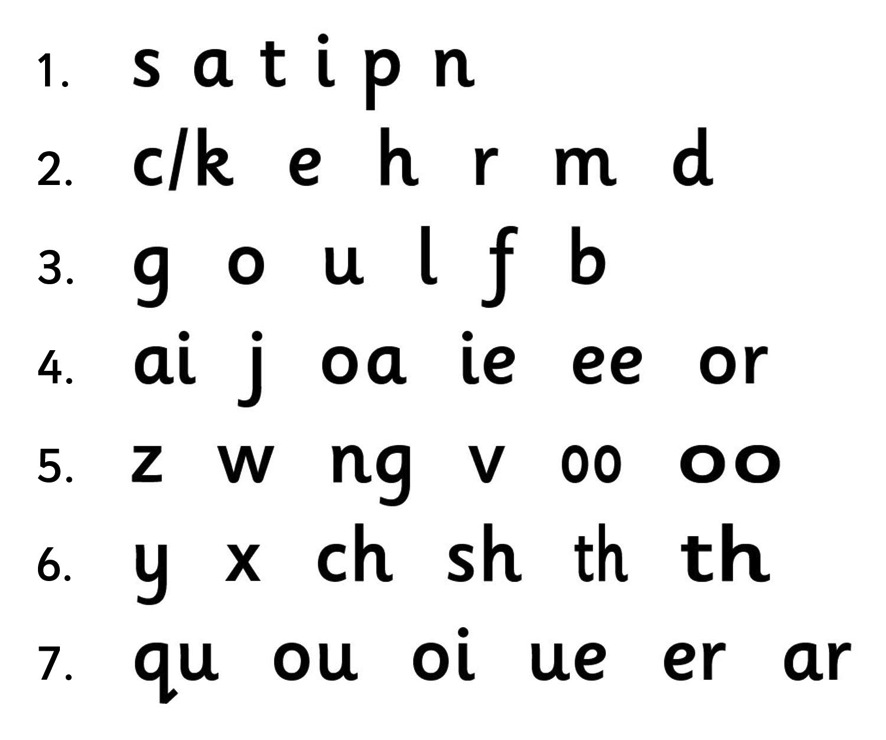 1. s a t i p n
2. c/k e h r m d
3. g o u l f b
4. ai j oa ie ee or
5. z w ng v oo oo
6. y x ch sh th th
7. qu ou oi ue er ar